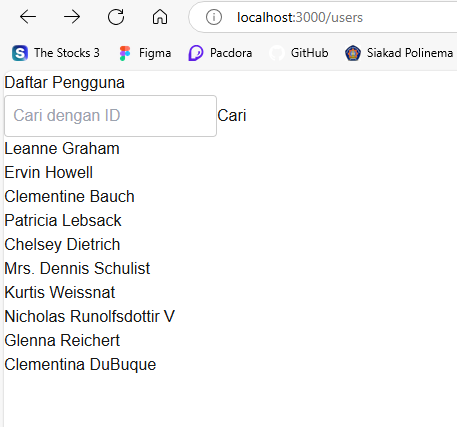 localhost:3000/users
The Stocks 3 Figma Pacdora GitHub Siakad Polinema
Daftar Pengguna
Cari dengan ID Cari
Leanne Graham
Ervin Howell
Clementine Bauch
Patricia Lebsack
Chelsey Dietrich
Mrs. Dennis Schulist
Kurtis Weissnat
Nicholas Runolfsdottir V
Glenna Reichert
Clementina DuBuque